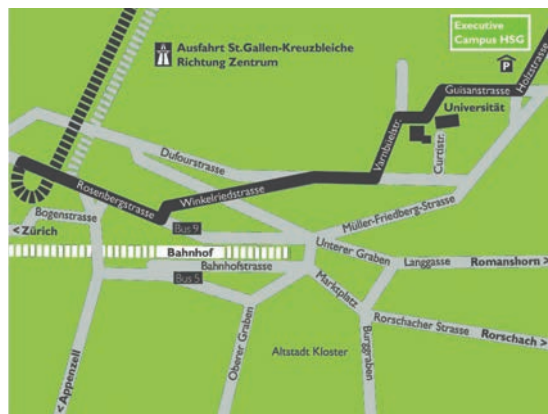 Executive
Campus HSG
Ausfahrt St.Gallen-Kreuzbleiche
Richtung Zentrum
P
Holzstrasse
Guisanstrasse
Universität
Varnbüelstr.
Curtistr.
Dufourstrasse
Winkelriedstrasse
Rosenbergstrasse
Müller-Friedberg-Strasse
Bogenstrasse
Bus 9
< Zürich
Unterer Graben
Bahnhof
Langgasse
Romanshorn >
Bahnhofstrasse
Bus 5
Marktplatz
Rorschacher Strasse
Rorschach >
Oberer Graben
Altstadt Kloster
Burggraben
< Appenzell